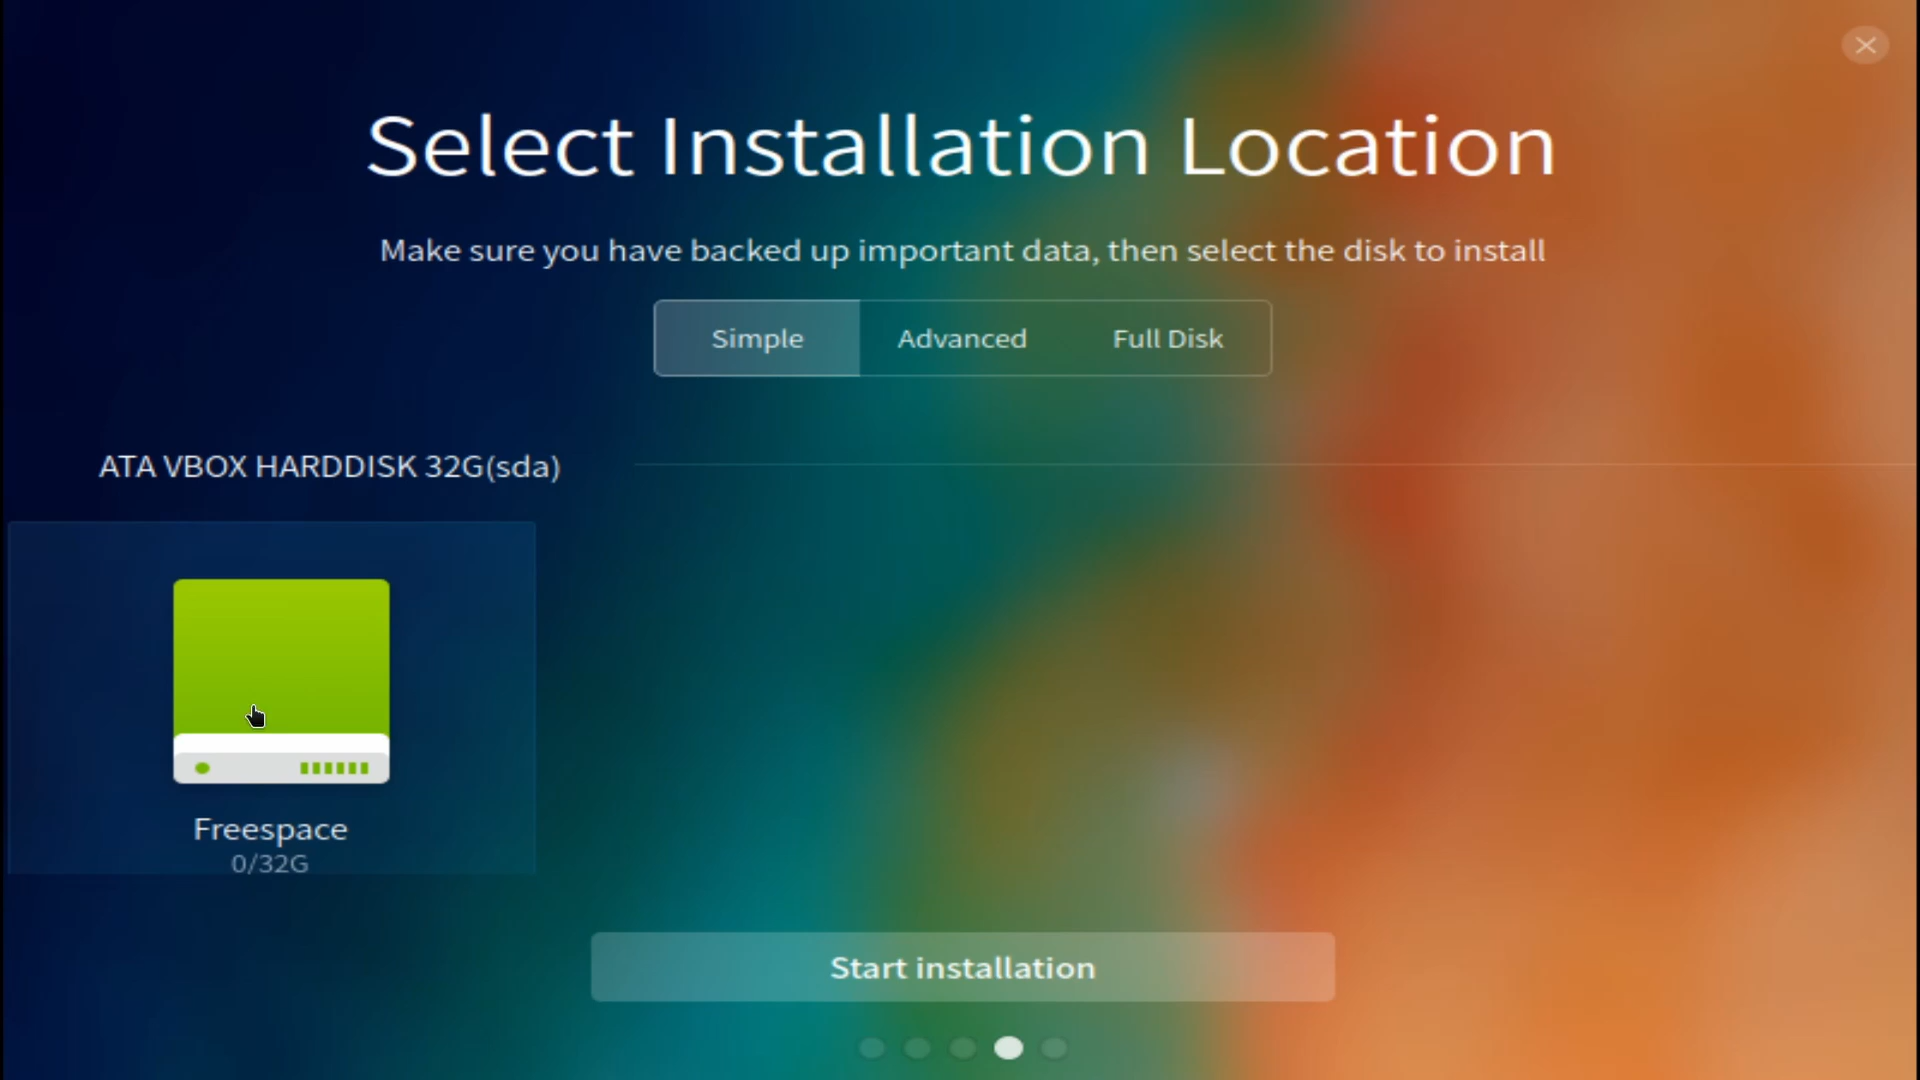 Select Installation Location
Make sure you have backed up important data, then select the disk to install
Simple Advanced Full Disk
ATA VBOX HARDDISK 32G(sda)
Freespace
0/32G
Start installation